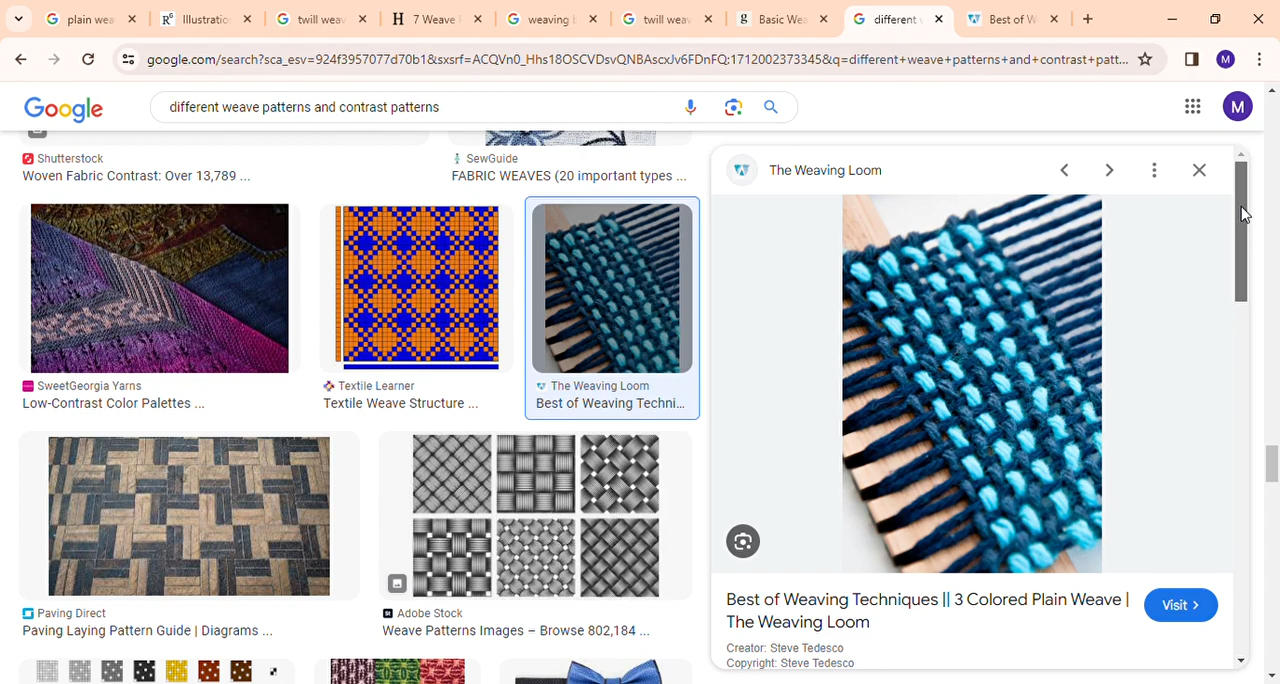 plain wea
Illustratio
twill weav
7 Weave
weaving
twill weav
Basic Wea
different
Best of W
google.com/search?sca_esv=924f3957077d70b1&sxsrf=ACQVn0_Hhs18OSCVDsvQNBAscxJv6FDnFQ:1712002373345&q=different+weave+patterns+and+contrast+patt...
M
Google
different weave patterns and contrast patterns
M
Shutterstock
Woven Fabric Contrast: Over 13,789 ...
SewGuide
FABRIC WEAVES (20 important types ...
The Weaving Loom
SweetGeorgia Yarns
Low-Contrast Color Palettes ...
Textile Learner
Textile Weave Structure ...
The Weaving Loom
Best of Weaving Techni...
Paving Direct
Paving Laying Pattern Guide | Diagrams ...
Adobe Stock
Weave Patterns Images – Browse 802,184 ...
Best of Weaving Techniques || 3 Colored Plain Weave |
The Weaving Loom
Visit
Creator: Steve Tedesco
Copyright: Steve Tedesco